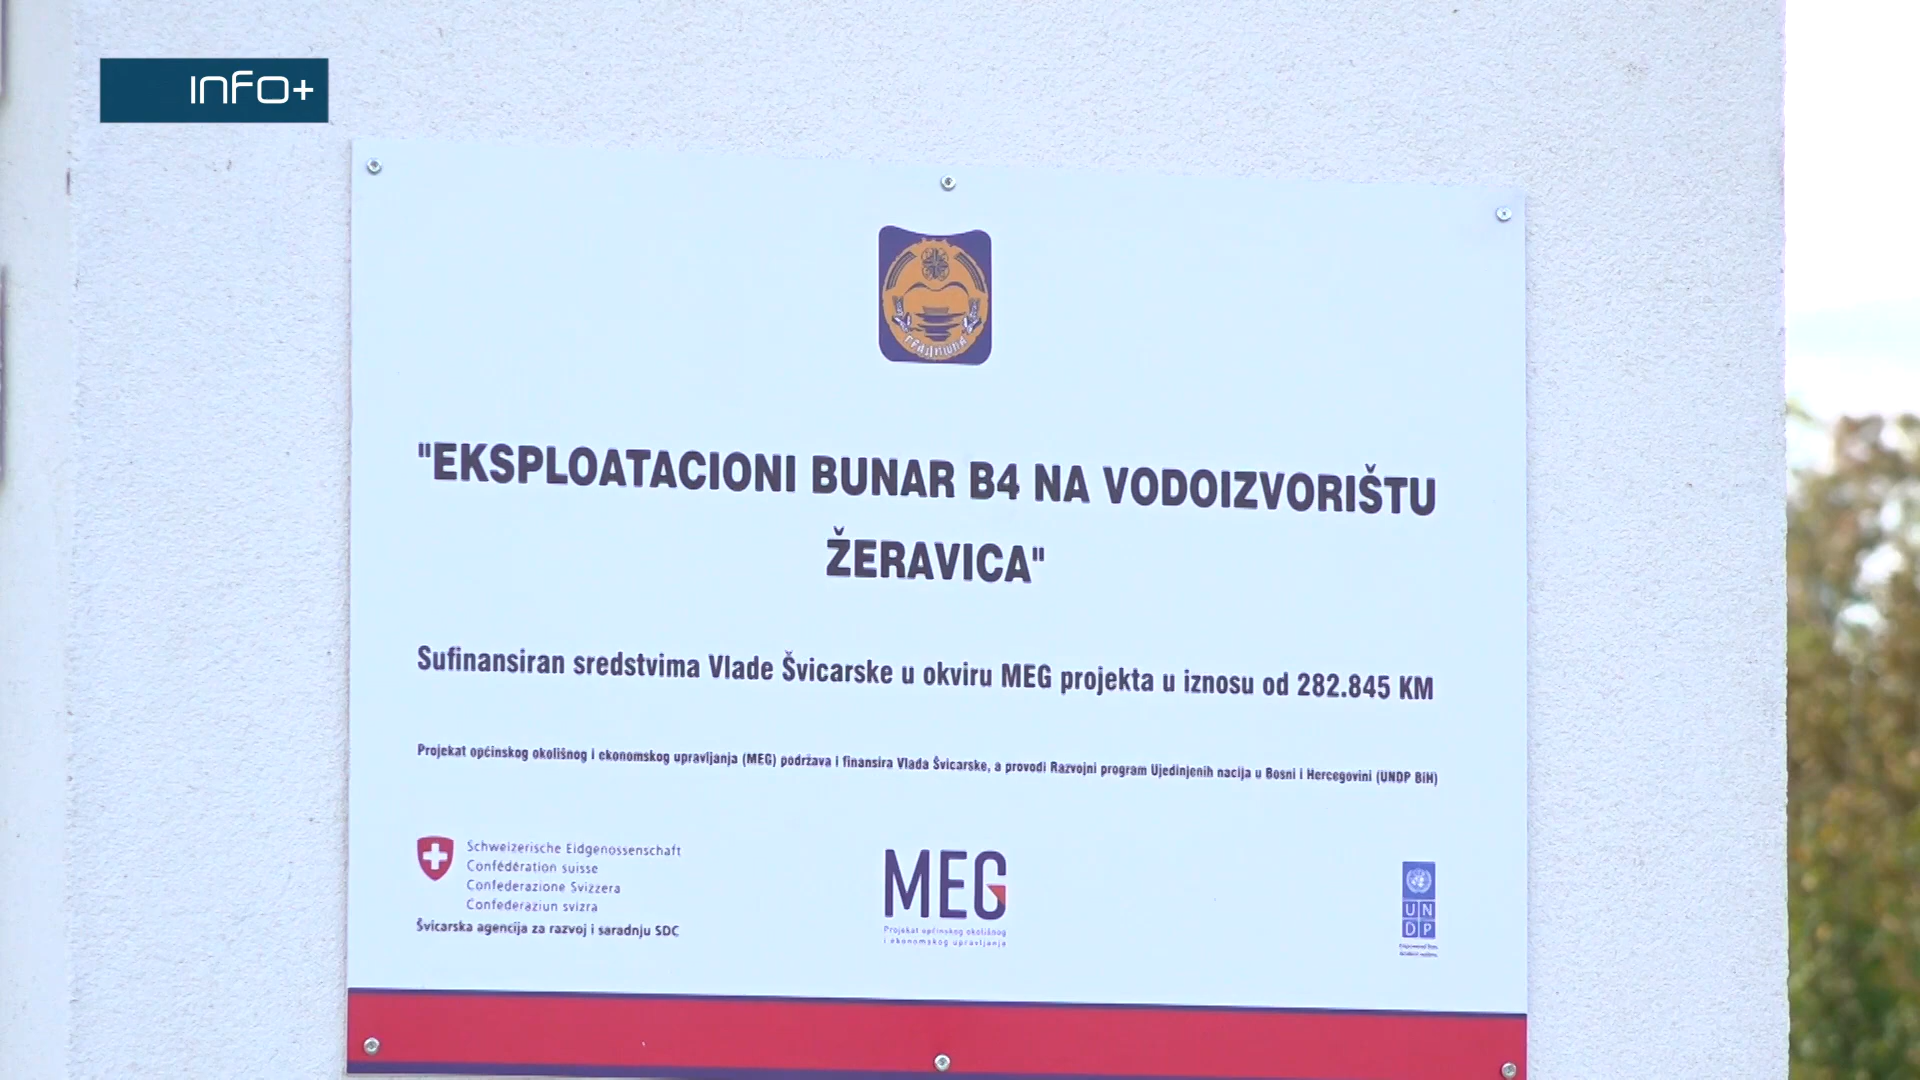 INFO+
Градишка
"EKSPLOATACIONI BUNAR B4 NA VODOIZVORIŠTU
ŽERAVICA"
Sufinansiran sredstvima Vlade Švicarske u okviru MEG projekta u iznosu od 282.845 KM
Projekat općinskog okolišnog i ekonomskog upravljanja (MEG) podržava i finansira Vlada Švicarske, a provodi Razvojni program Ujedinjenih nacija u Bosni i Hercegovini (UNDP BiH)
Schweizerische Eidgenossenschaft
Confédération suisse
Confederazione Svizzera
Confederaziun svizra
Švicarska agencija za razvoj i saradnju SDC
MEG
Projekat općinskog okolišnog
i ekonomskog upravljanja
UN
DP